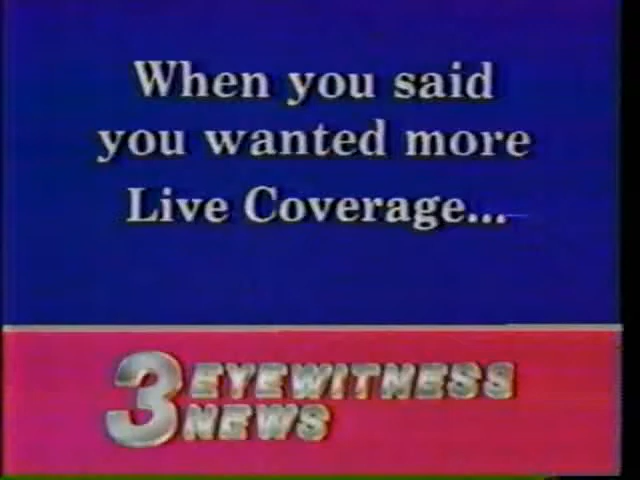 When you said
you wanted more
Live Coverage...
3 EYEWITNESS
NEWS